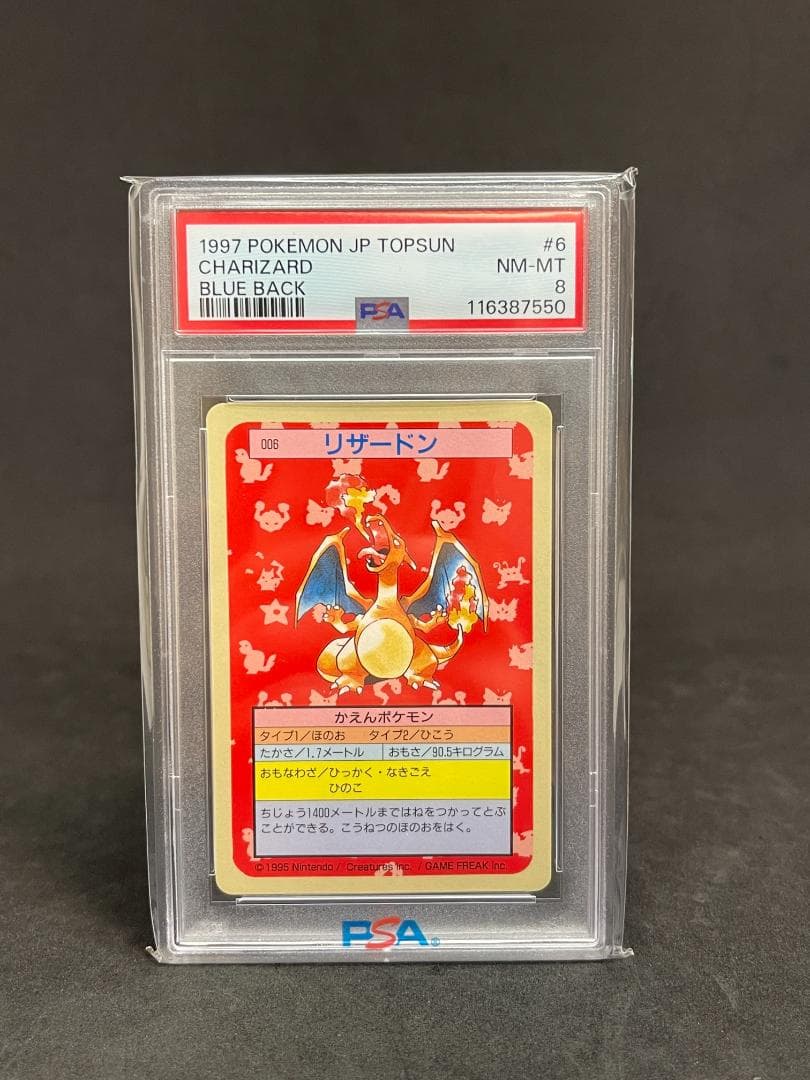 1997 POKEMON JP TOPSUN #6
CHARIZARD NM-MT
BLUE BACK 8
PSA 116387550
006 リザードン
かえんポケモン
タイプ1/ほのお タイプ2/ひこう
たかさ/1.7メートル おもさ/90.5キログラム
おもなわざ/ひっかく・なきごえ
ひのこ
ちじょう1400メートルまではねをつかってとぶ
ことができる。こうねつのほのおをはく。
©1995 Nintendo / Creatures inc. / GAME FREAK inc.
PSA®